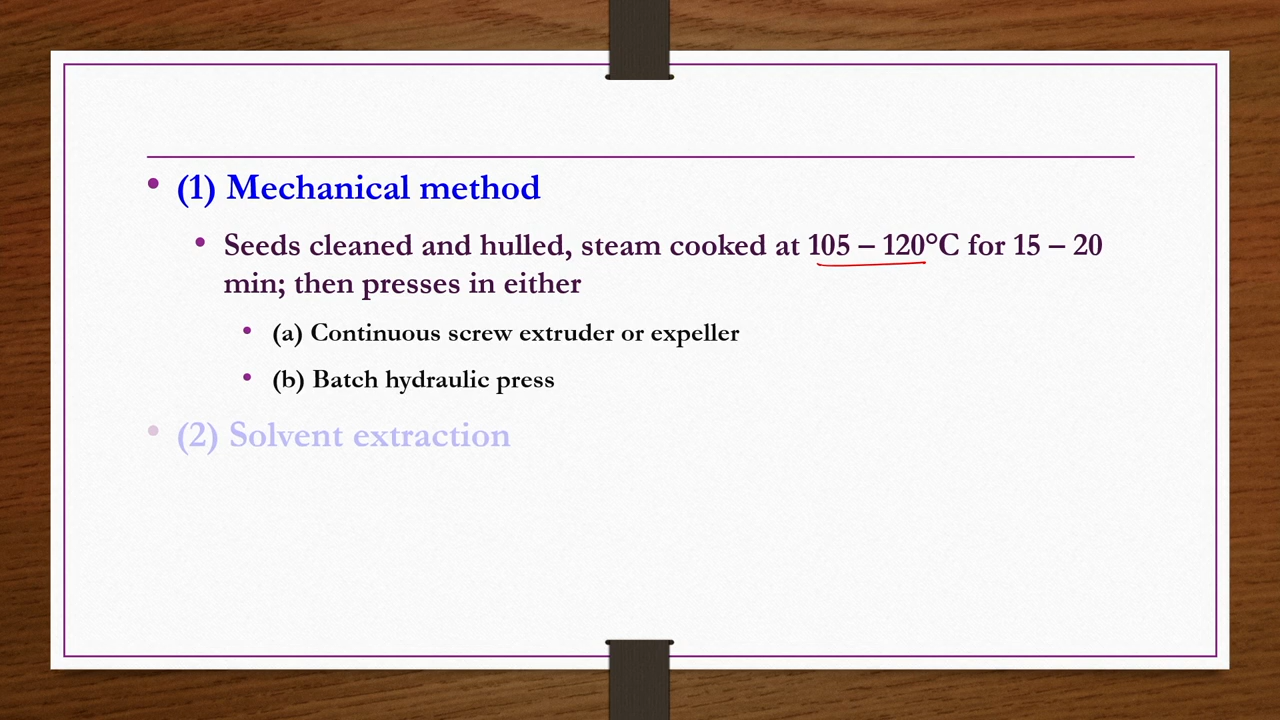 (1) Mechanical method
Seeds cleaned and hulled, steam cooked at 105 – 120°C for 15 – 20
min; then presses in either
(a) Continuous screw extruder or expeller
(b) Batch hydraulic press
(2) Solvent extraction